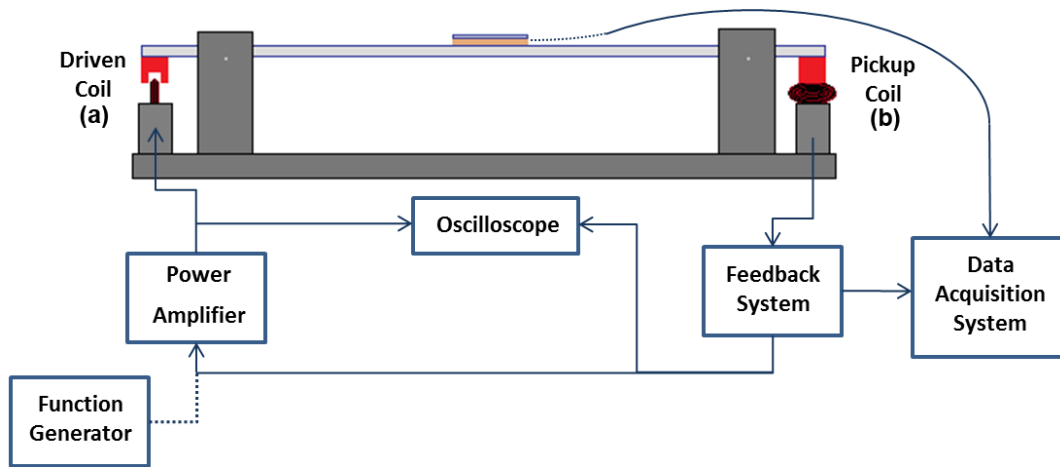 Driven
Coil
(a)
Pickup
Coil
(b)
Oscilloscope
Power
Amplifier
Feedback
System
Data
Acquisition
System
Function
Generator